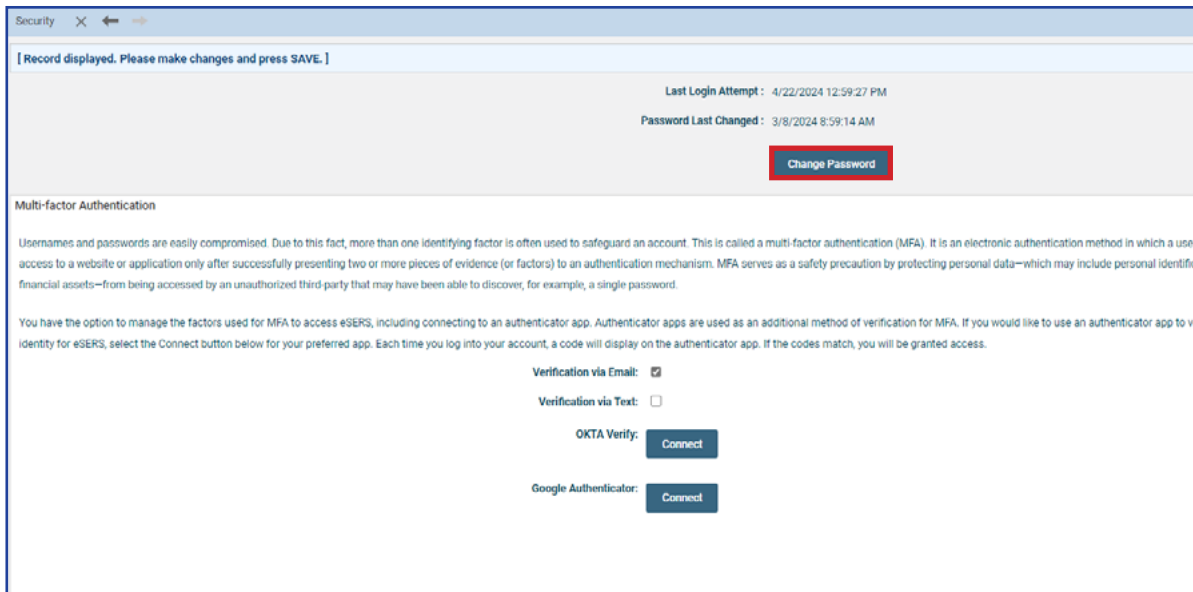 Security
[ Record displayed. Please make changes and press SAVE. ]
Last Login Attempt : 4/22/2024 12:59:27 PM
Password Last Changed : 3/8/2024 8:59:14 AM
Change Password
Multi-factor Authentication
Usernames and passwords are easily compromised. Due to this fact, more than one identifying factor is often used to safeguard an account. This is called a multi-factor authentication (MFA). It is an electronic authentication method in which a use
access to a website or application only after successfully presenting two or more pieces of evidence (or factors) to an authentication mechanism. MFA serves as a safety precaution by protecting personal data—which may include personal identific
financial assets—from being accessed by an unauthorized third-party that may have been able to discover, for example, a single password.
You have the option to manage the factors used for MFA to access eSERS, including connecting to an authenticator app. Authenticator apps are used as an additional method of verification for MFA. If you would like to use an authenticator app to v
identity for eSERS, select the Connect button below for your preferred app. Each time you log into your account, a code will display on the authenticator app. If the codes match, you will be granted access.
Verification via Email:
Verification via Text:
OKTA Verify: Connect
Google Authenticator: Connect